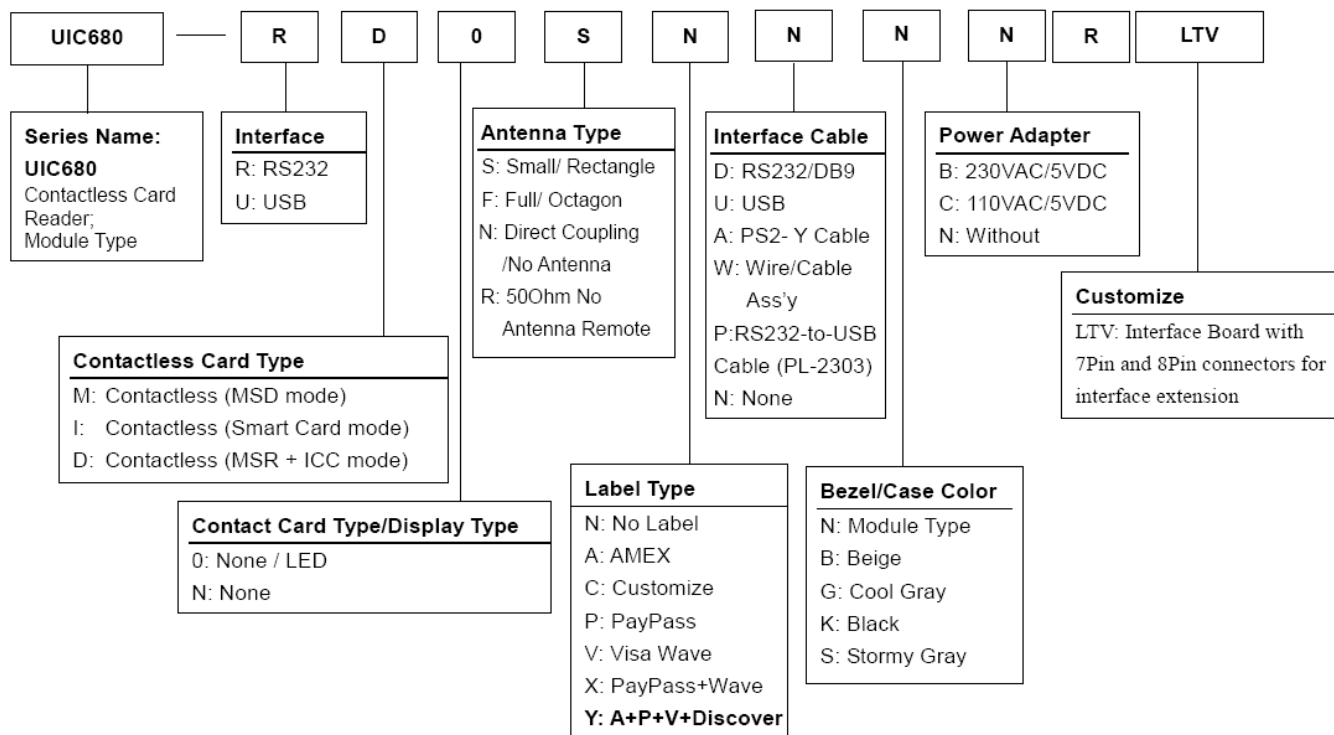 UIC680 R D 0 S N N N N R LTV
Series Name:
UIC680
Contactless Card
Reader;
Module Type
Interface
R: RS232
U: USB
Antenna Type
S: Small/ Rectangle
F: Full/ Octagon
N: Direct Coupling
/No Antenna
R: 50Ohm No
Antenna Remote
Interface Cable
D: RS232/DB9
U: USB
A: PS2- Y Cable
W: Wire/Cable
Ass'y
P:RS232-to-USB
Cable (PL-2303)
N: None
Power Adapter
B: 230VAC/5VDC
C: 110VAC/5VDC
N: Without
Customize
LTV: Interface Board with
7Pin and 8Pin connectors for
interface extension
Contactless Card Type
M: Contactless (MSD mode)
I: Contactless (Smart Card mode)
D: Contactless (MSR + ICC mode)
Contact Card Type/Display Type
0: None / LED
N: None
Label Type
N: No Label
A: AMEX
C: Customize
P: PayPass
V: Visa Wave
X: PayPass+Wave
Y: A+P+V+Discover
Bezel/Case Color
N: Module Type
B: Beige
G: Cool Gray
K: Black
S: Stormy Gray